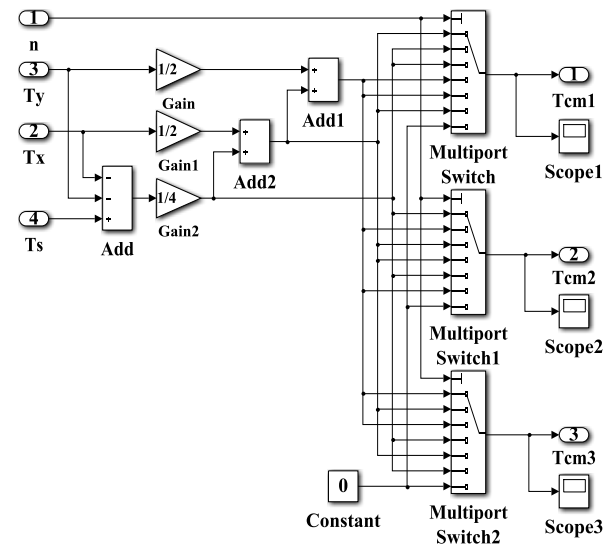 1
n
3
Ty
1/2
Gain
+
+
Add1
2
Tx
1/2
Gain1
+
+
Add2
-
-
+
Add
1/4
Gain2
4
Ts
Multiport
Switch
1
Tcm1
Scope1
Multiport
Switch1
2
Tcm2
Scope2
0
Constant
Multiport
Switch2
3
Tcm3
Scope3